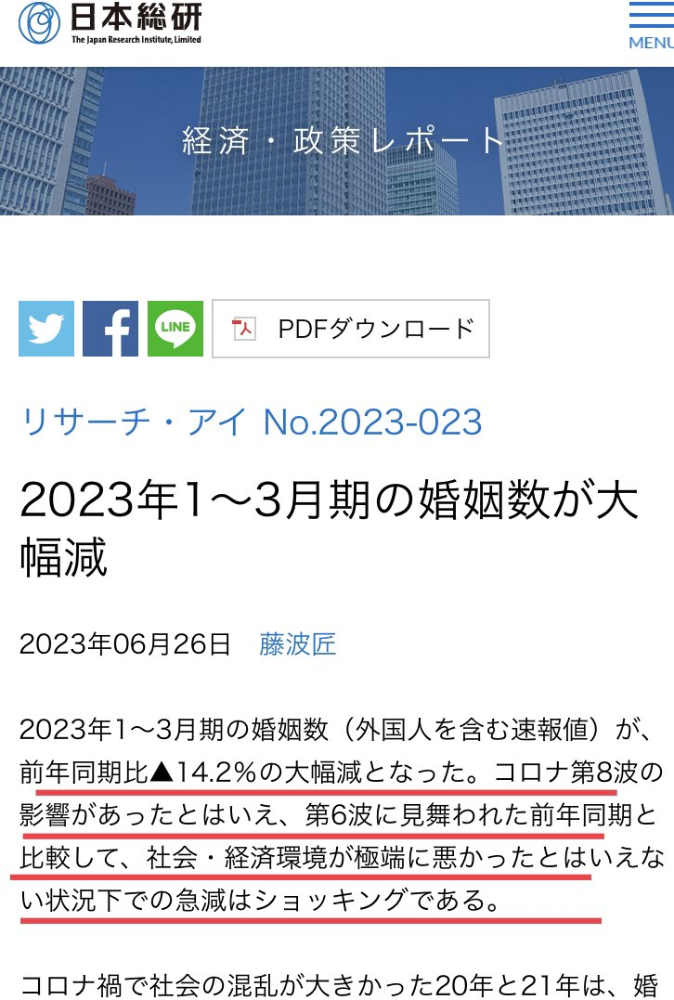 日本総研
The Japan Research Institute, Limited
MENU
経済・政策レポート
LINE
PDFダウンロード
リサーチ・アイ No.2023-023
2023年1～3月期の婚姻数が大
幅減
2023年06月26日 藤波匠
2023年1～3月期の婚姻数（外国人を含む速報値）が、
前年同期比▲14.2%の大幅減となった。コロナ第8波の
影響があったとはいえ、第6波に見舞われた前年同期と
比較して、社会・経済環境が極端に悪かったとはいえな
い状況下での急減はショッキングである。
コロナ禍で社会の混乱が大きかった20年と21年は、婚